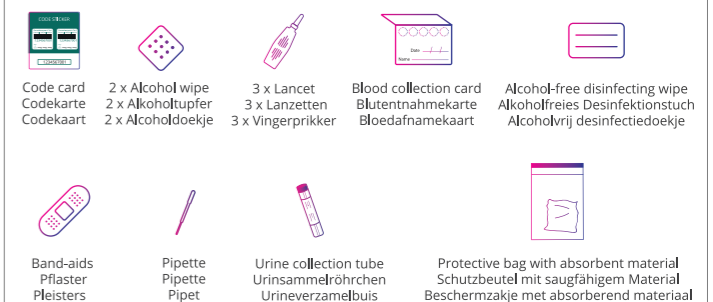 CODE STICKER
1234567891
Date
Name
Code card
Codekarte
Codekaart
2 x Alcohol wipe
2 x Alkoholtupfer
2 x Alcoholdoekje
3 x Lancet
3 x Lanzetten
3 x Vingerprikker
Blood collection card
Blutentnahmekarte
Bloedafnamekaart
Alcohol-free disinfecting wipe
Alkoholfreies Desinfektionstuch
Alcoholvrij desinfectiedoekje
Band-aids
Pflaster
Pleisters
Pipette
Pipette
Pipet
Urine collection tube
Urinsammelröhrchen
Urineverzamelbuis
Protective bag with absorbent material
Schutzbeutel mit saugfähigem Material
Beschermzakje met absorberend materiaal